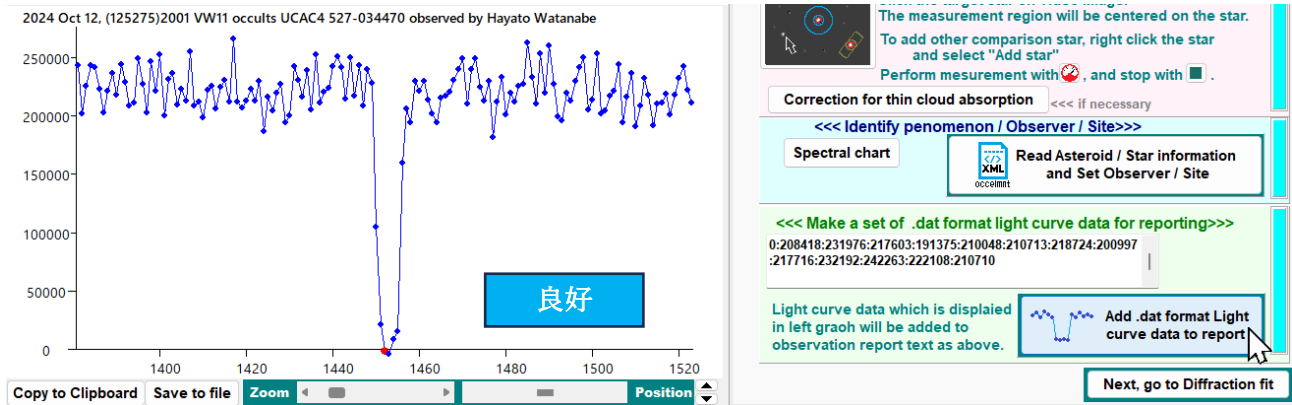 2024 Oct 12, (125275)2001 VW11 occults UCAC4 527-034470 observed by Hayato Watanabe
250000
200000
150000
100000
50000
0
1400
1420
1440
1460
1480
1500
1520
良好
Copy to Clipboard
Save to file
Zoom
Position
The measurement region will be centered on the star.
To add other comparison star, right click the star
and select "Add star"
Perform mesurement with , and stop with .
Correction for thin cloud absorption
<<< if necessary
<<< Identify penomenon / Observer / Site>>>
Spectral chart
</>
XML
occelmnt
Read Asteroid / Star information
and Set Observer / Site
<<< Make a set of .dat format light curve data for reporting>>>
0:208418:231976:217603:191375:210048:210713:218724:200997
:217716:232192:242263:222108:210710
Light curve data which is displaied
in left graoh will be added to
observation report text as above.
Add .dat format Light
curve data to report
Next, go to Diffraction fit